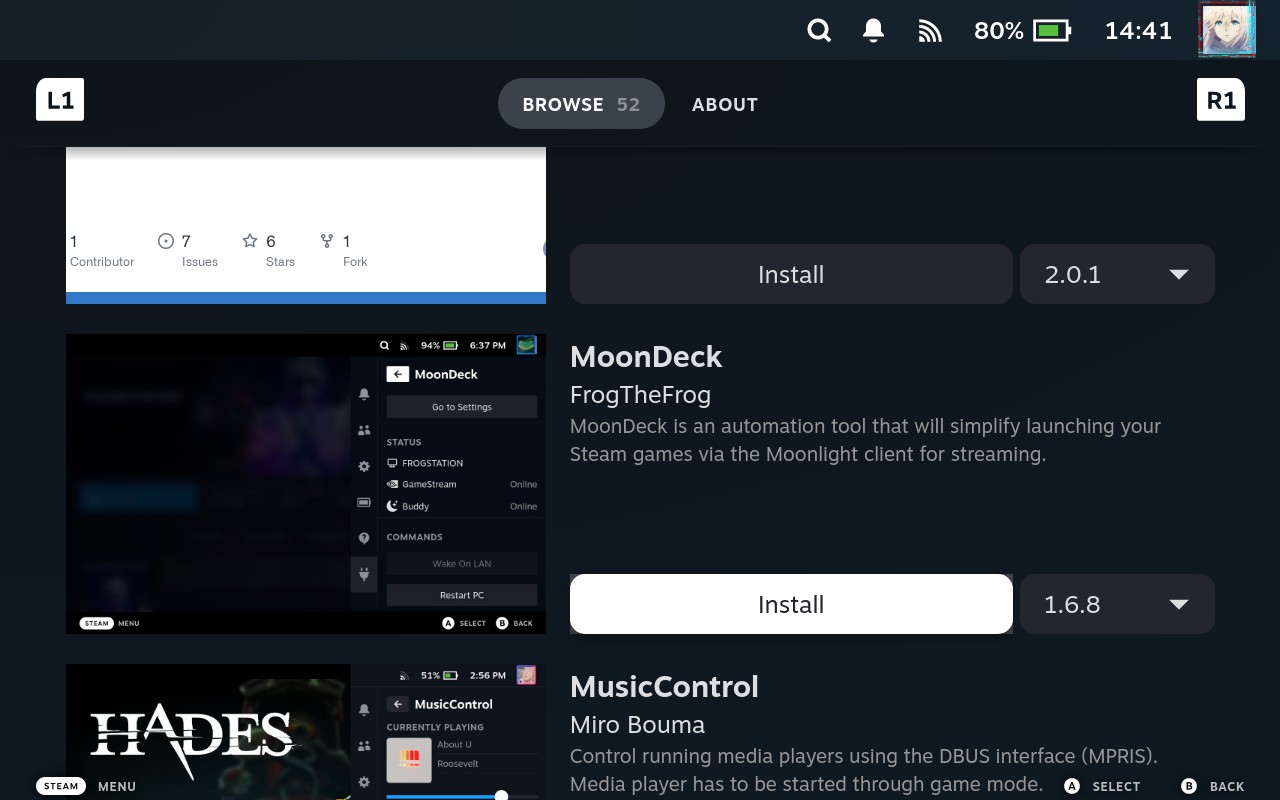 80%
14:41
L1
BROWSE 52
ABOUT
R1
1
Contributor
7
Issues
6
Stars
1
Fork
Install
2.0.1
94%
6:37 PM
MoonDeck
Go to Settings
STATUS
FROGSTATION
GameStream Online
Buddy Online
COMMANDS
Wake On LAN
Restart PC
STEAM MENU
A SELECT B BACK
MoonDeck
FrogTheFrog
MoonDeck is an automation tool that will simplify launching your
Steam games via the Moonlight client for streaming.
Install
1.6.8
HADES
51%
2:56 PM
MusicControl
CURRENTLY PLAYING
About U
Roosevelt
MusicControl
Miro Bouma
Control running media players using the DBUS interface (MPRIS).
Media player has to be started through game mode.
STEAM MENU
A SELECT
B BACK